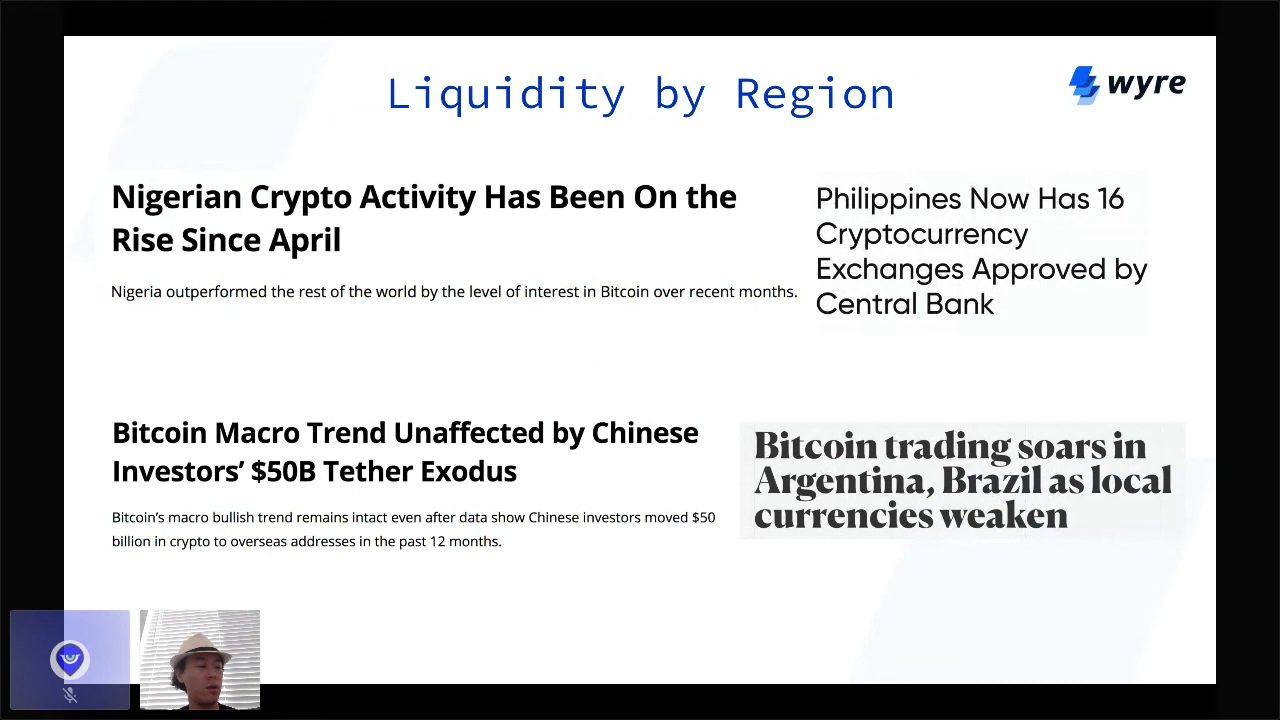 Liquidity by Region
wyre
Nigerian Crypto Activity Has Been On the
Rise Since April
Nigeria outperformed the rest of the world by the level of interest in Bitcoin over recent months.
Philippines Now Has 16
Cryptocurrency
Exchanges Approved by
Central Bank
Bitcoin Macro Trend Unaffected by Chinese
Investors’ $50B Tether Exodus
Bitcoin’s macro bullish trend remains intact even after data show Chinese investors moved $50
billion in crypto to overseas addresses in the past 12 months.
Bitcoin trading soars in
Argentina, Brazil as local
currencies weaken